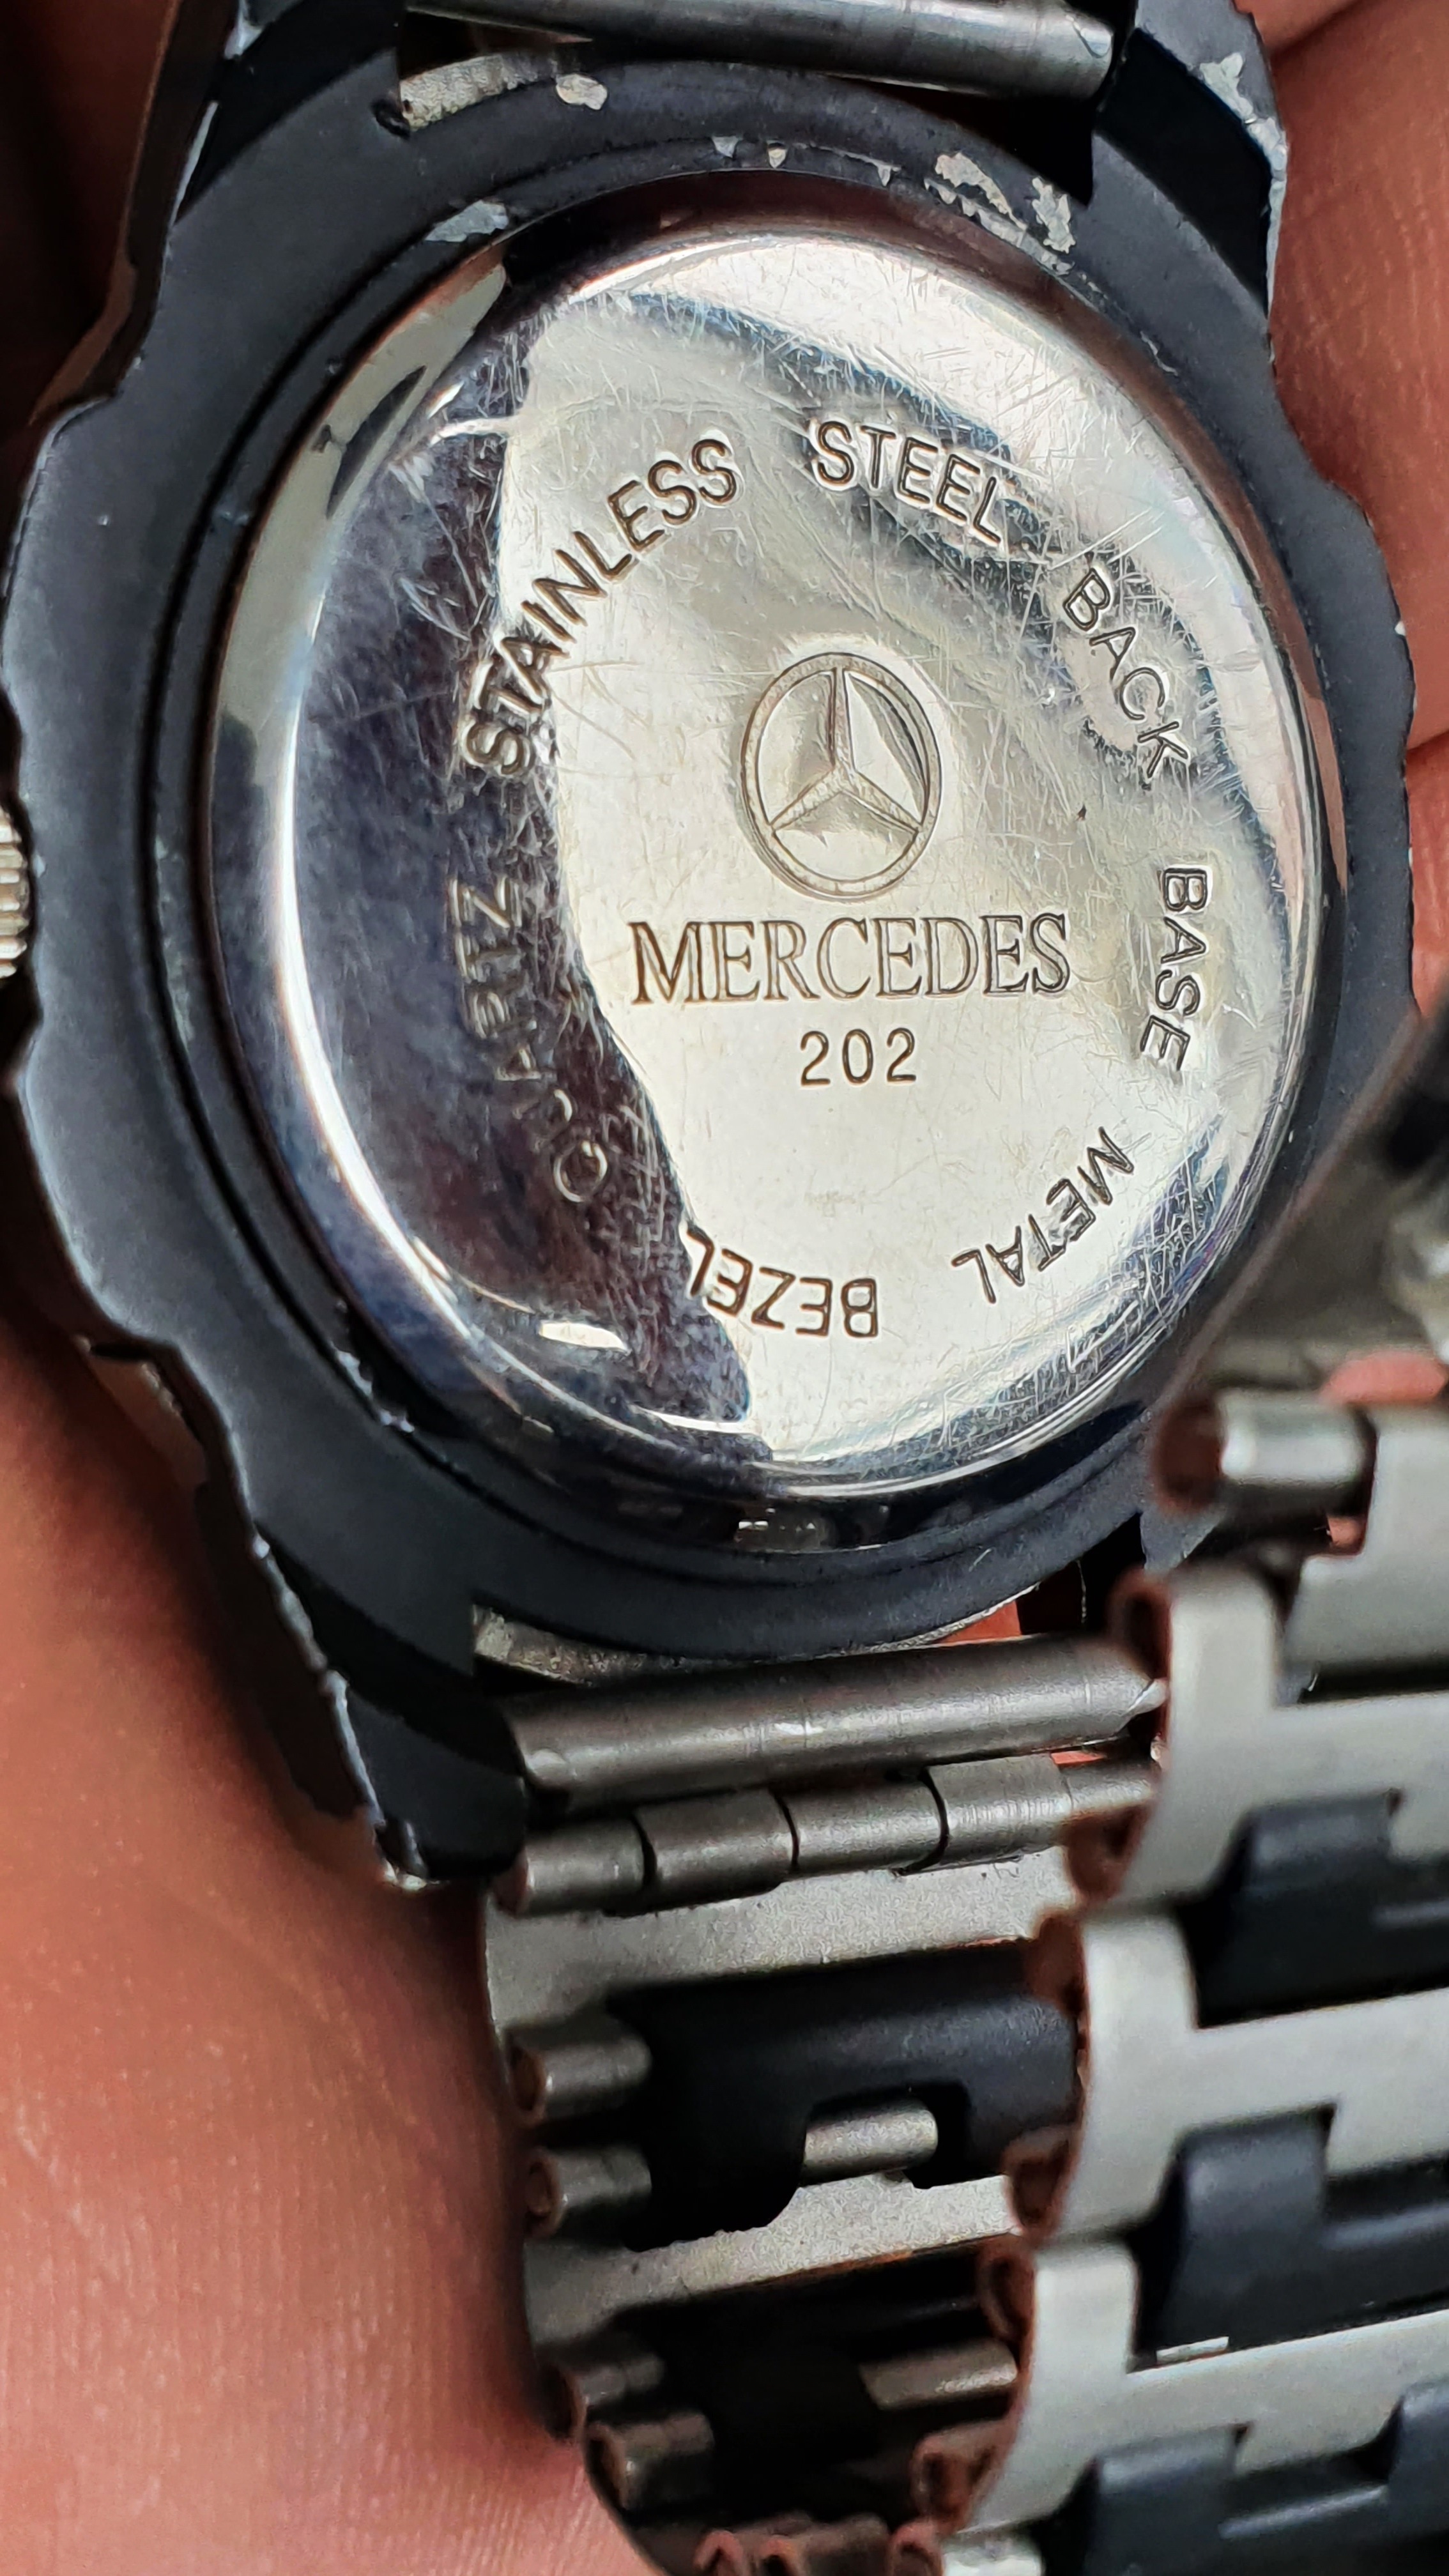 STAINLESS STEEL BACK BASE METAL BEZEL QUARTZ
MERCEDES
202